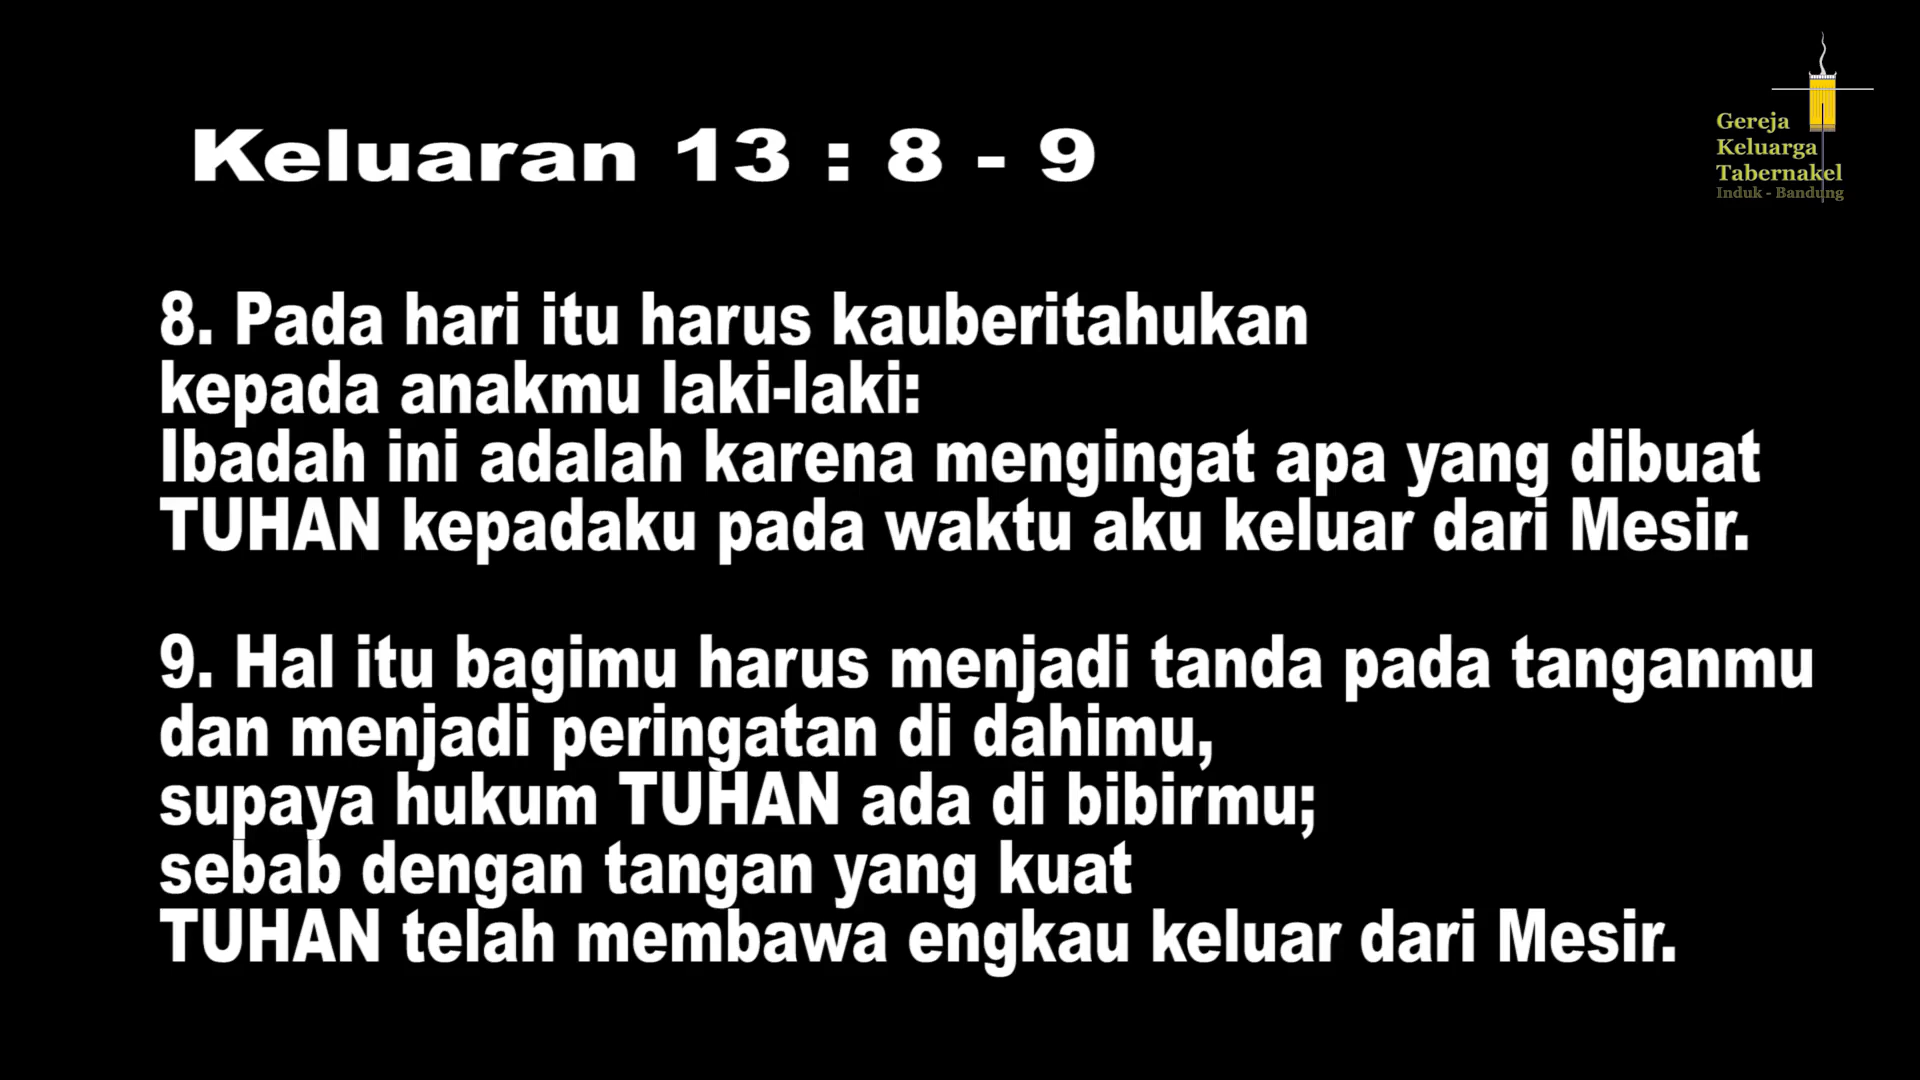 Keluaran 13 : 8 - 9
Gereja
Keluarga
Tabernakel
Induk - Bandung
8. Pada hari itu harus kauberitahukan
kepada anakmu laki-laki:
Ibadah ini adalah karena mengingat apa yang dibuat
TUHAN kepadaku pada waktu aku keluar dari Mesir.
9. Hal itu bagimu harus menjadi tanda pada tanganmu
dan menjadi peringatan di dahimu,
supaya hukum TUHAN ada di bibirmu;
sebab dengan tangan yang kuat
TUHAN telah membawa engkau keluar dari Mesir.